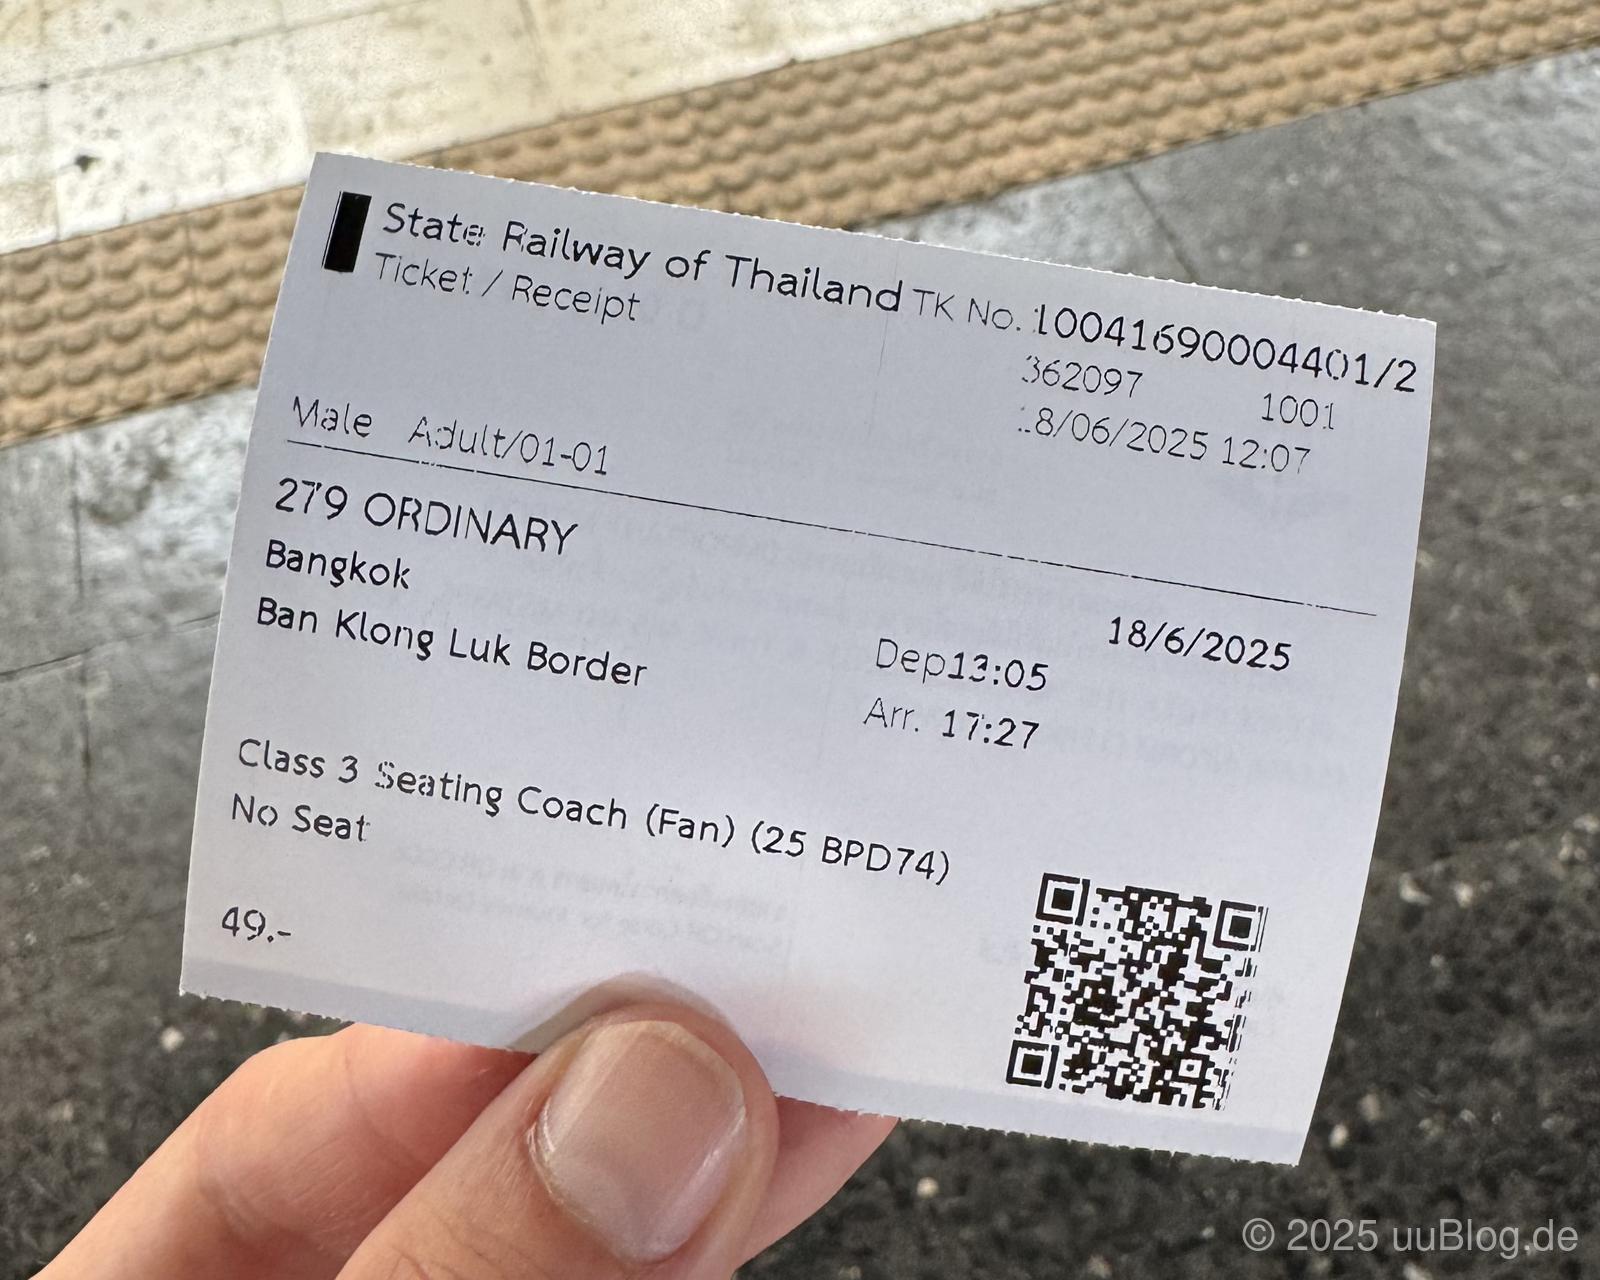 State Railway of Thailand TK No. 10041690004401/2
Ticket / Receipt
362097 1001
18/06/2025 12:07
Male Adult/01-01
279 ORDINARY
Bangkok
18/6/2025
Ban Klong Luk Border
Dep13:05
Arr. 17:27
Class 3 Seating Coach (Fan) (25 BPD74)
No Seat
49.-
© 2025 uuBlog.de